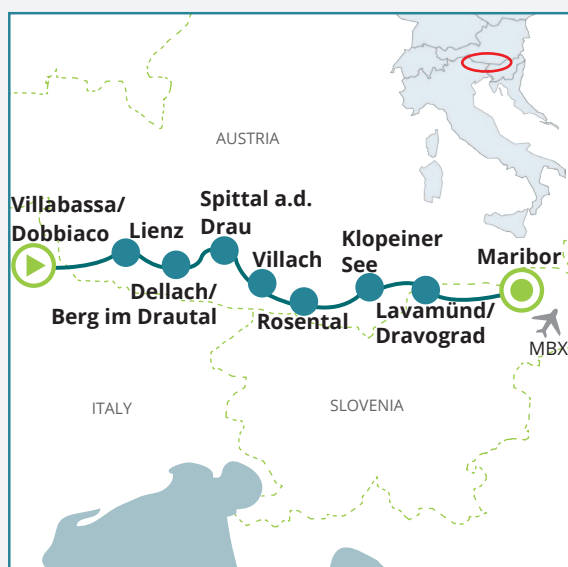 AUSTRIA
Villabassa/
Dobbiaco
Lienz
Spittal a.d.
Drau
Villach
Klopeiner
See
Maribor
Dellach/
Berg im Drautal
Rosental
Lavamünd/
Dravograd
MBX
ITALY
SLOVENIA